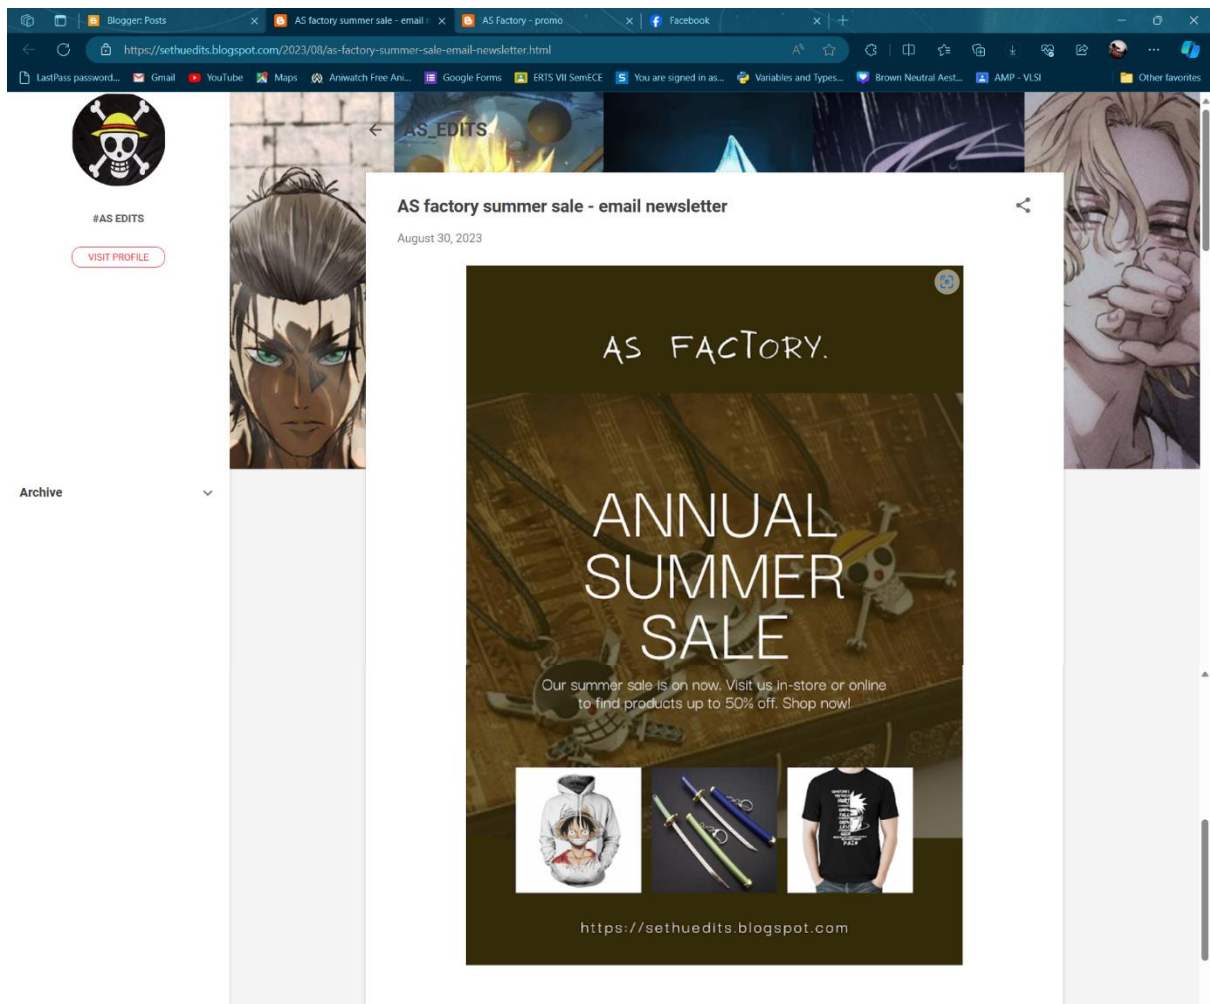 Blogger: Posts
AS factory summer sale - email n
AS Factory - promo
Facebook
https://sethuedits.blogspot.com/2023/08/as-factory-summer-sale-email-newsletter.html
LastPass password...
Gmail
YouTube
Maps
Aniwatch Free Ani...
Google Forms
ERTS VII SemECE
You are signed in as...
Variables and Types...
Brown Neutral Aest...
AMP - VLSI
Other favorites
AS_EDITS
#AS EDITS
VISIT PROFILE
Archive
AS factory summer sale - email newsletter
August 30, 2023
AS FACTORY.
ANNUAL
SUMMER
SALE
Our summer sale is on now. Visit us in-store or online
to find products up to 50% off. Shop now!
HURT
PAIN
https://sethuedits.blogspot.com